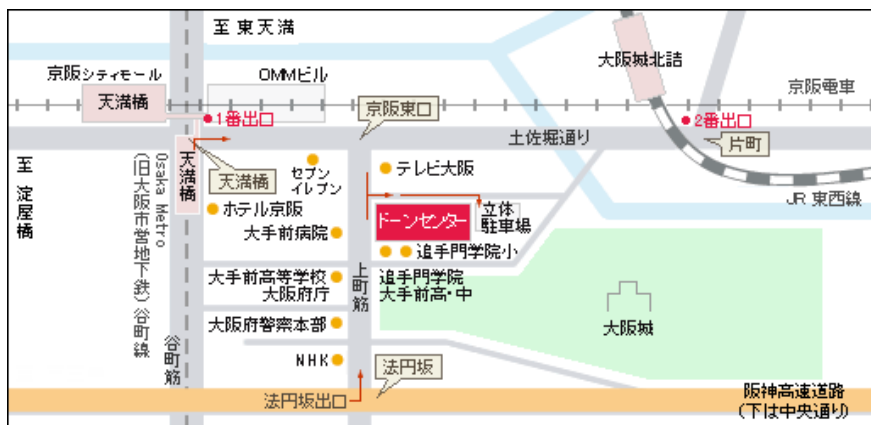 至 東天満
京阪シティモール
OMMビル
大阪城北詰
天満橋
1番出口
京阪東口
京阪電車
2番出口
土佐堀通り
片町
至 淀屋橋
天満橋
天満橋
セブン
イレブン
テレビ大阪
JR 東西線
Osaka Metro
(旧大阪市営地下鉄)谷町線
ホテル京阪
ドーンセンター
立体
駐車場
大手前病院
追手門学院小
大手前高等学校
大阪府庁
上町筋
追手門学院
大手前高・中
大阪城
大阪府警察本部
谷町筋
NHK
法円坂
法円坂出口
阪神高速道路
(下は中央通り)